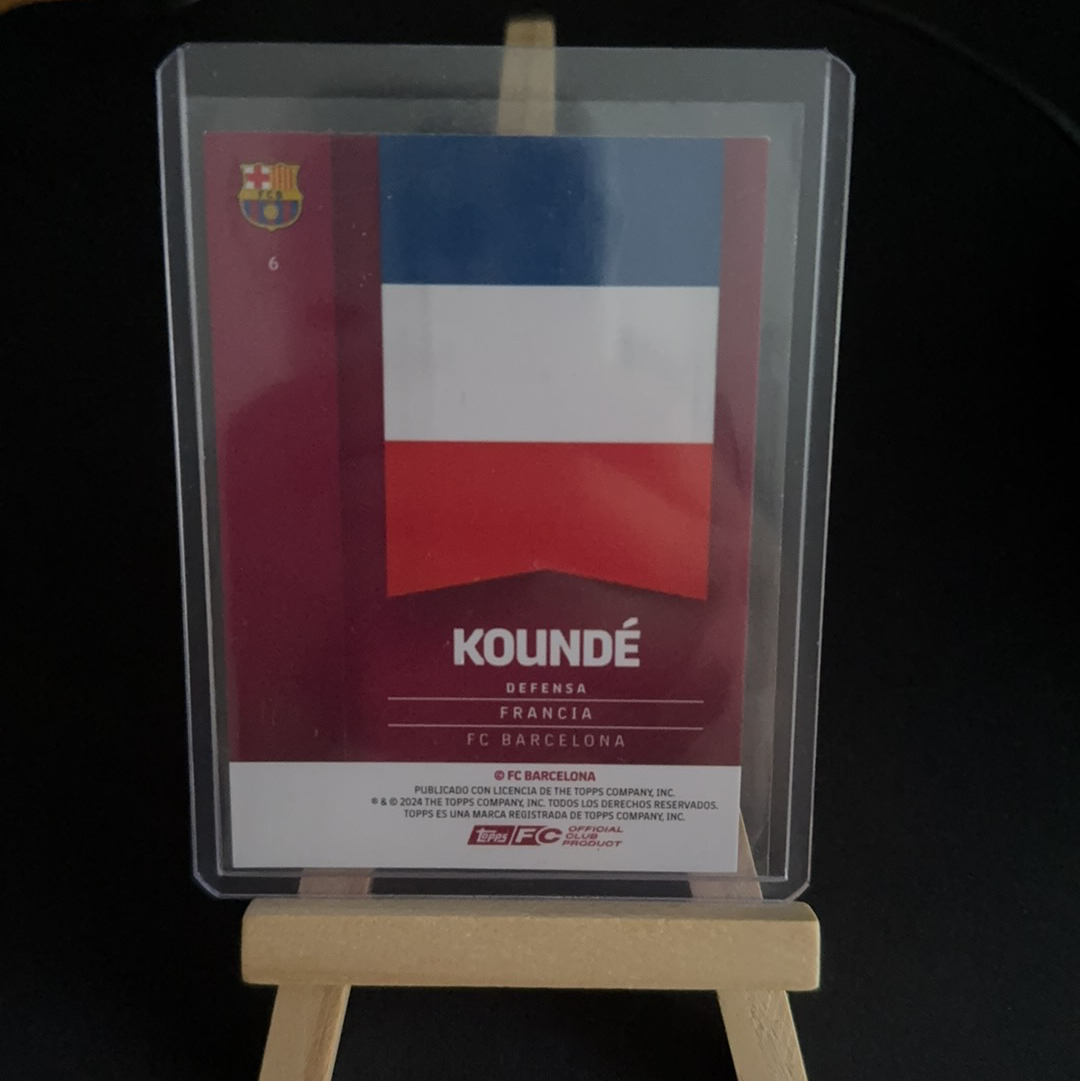 FCB
6
KOUNDÉ
DEFENSA
FRANCIA
FC BARCELONA
© FC BARCELONA
PUBLICADO CON LICENCIA DE THE TOPPS COMPANY, INC.
® & © 2024 THE TOPPS COMPANY, INC. TODOS LOS DERECHOS RESERVADOS.
TOPPS ES UNA MARCA REGISTRADA DE TOPPS COMPANY, INC.
Topps FC OFFICIAL
CLUB
PRODUCT